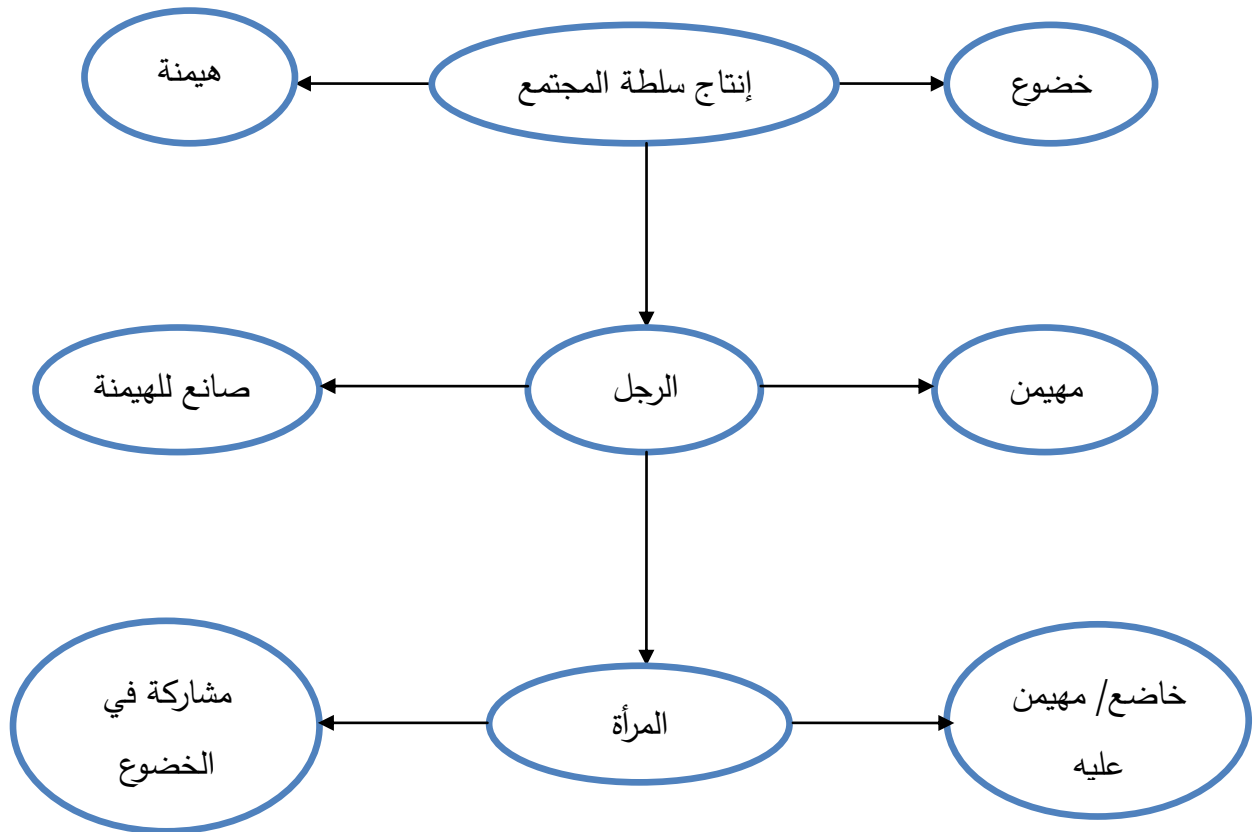 خضوع
إنتاج سلطة المجتمع
هيمنة
مهيمن
الرجل
صانع للهيمنة
خاضع/ مهيمن
عليه
المرأة
مشاركة في
الخضوع